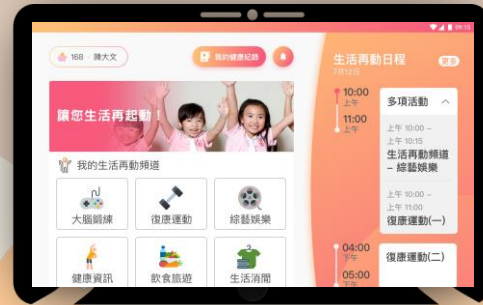 09:15
168 · 陳大文
我的健康紀錄
讓您生活再起動！
我的生活再動頻道
大腦鍛練
復康運動
綜藝娛樂
健康資訊
飲食旅遊
生活消閒
生活再動日程
更多
7月12日
10:00
上午
11:00
上午
多項活動
上午 10:00 –
上午 10:15
生活再動頻道
– 綜藝娛樂
上午 10:00 –
上午 11:00
復康運動(一)
04:00
下午
05:00
下午
復康運動(二)